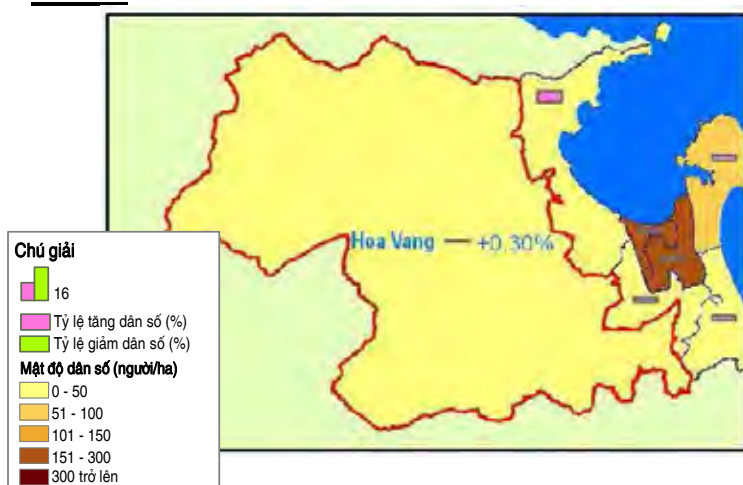 Hoa Vang — +0.30%
Chú giải
16
Tỷ lệ tăng dân số (%)
Tỷ lệ giảm dân số (%)
Mật độ dân số (người/ha)
0 - 50
51 - 100
101 - 150
151 - 300
300 trở lên